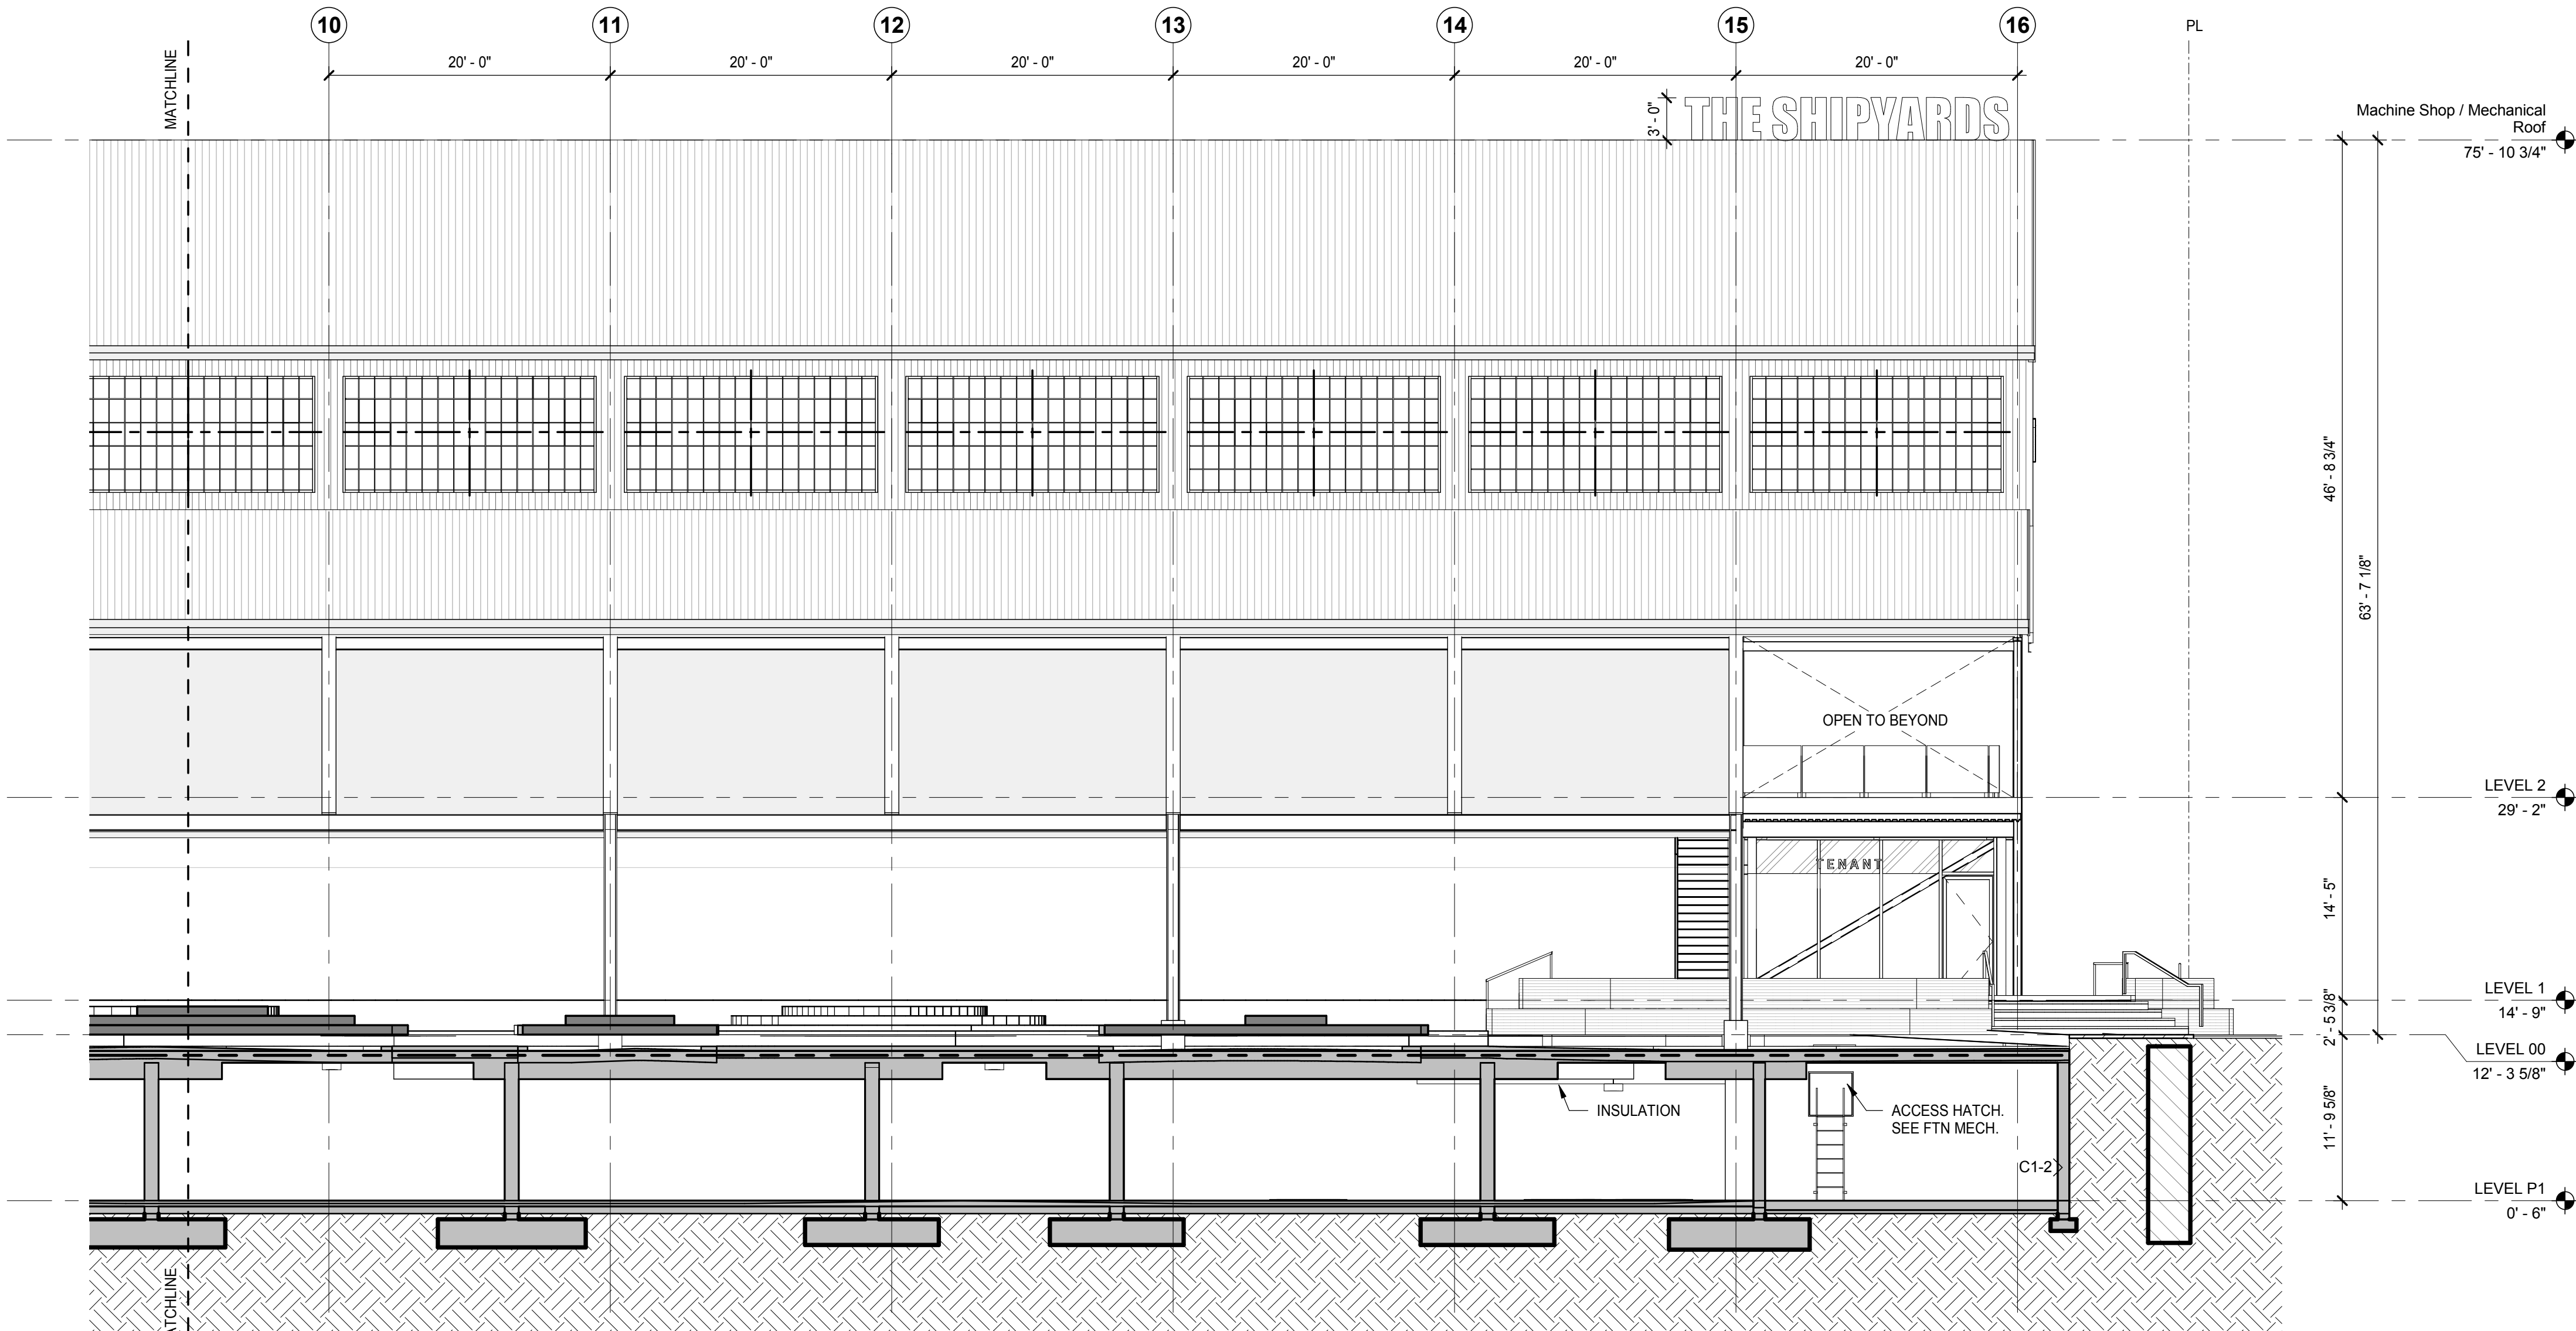 10
11
12
13
14
15
16
PL
MATCHLINE
20' - 0"
20' - 0"
20' - 0"
20' - 0"
20' - 0"
20' - 0"
3' - 0"
THE SHIPYARDS
Machine Shop / Mechanical
Roof
75' - 10 3/4"
46' - 8 3/4"
63' - 7 1/8"
OPEN TO BEYOND
LEVEL 2
29' - 2"
TENANT
14' - 5"
LEVEL 1
14' - 9"
2' - 5 3/8"
LEVEL 00
12' - 3 5/8"
INSULATION
ACCESS HATCH.
SEE FTN MECH.
11' - 9 5/8"
C1-2
LEVEL P1
0' - 6"
ATCHLINE